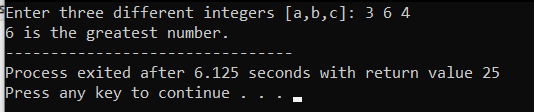 Enter three different integers [a,b,c]: 3 6 4
6 is the greatest number.
--------------------------------
Process exited after 6.125 seconds with return value 25
Press any key to continue . . .